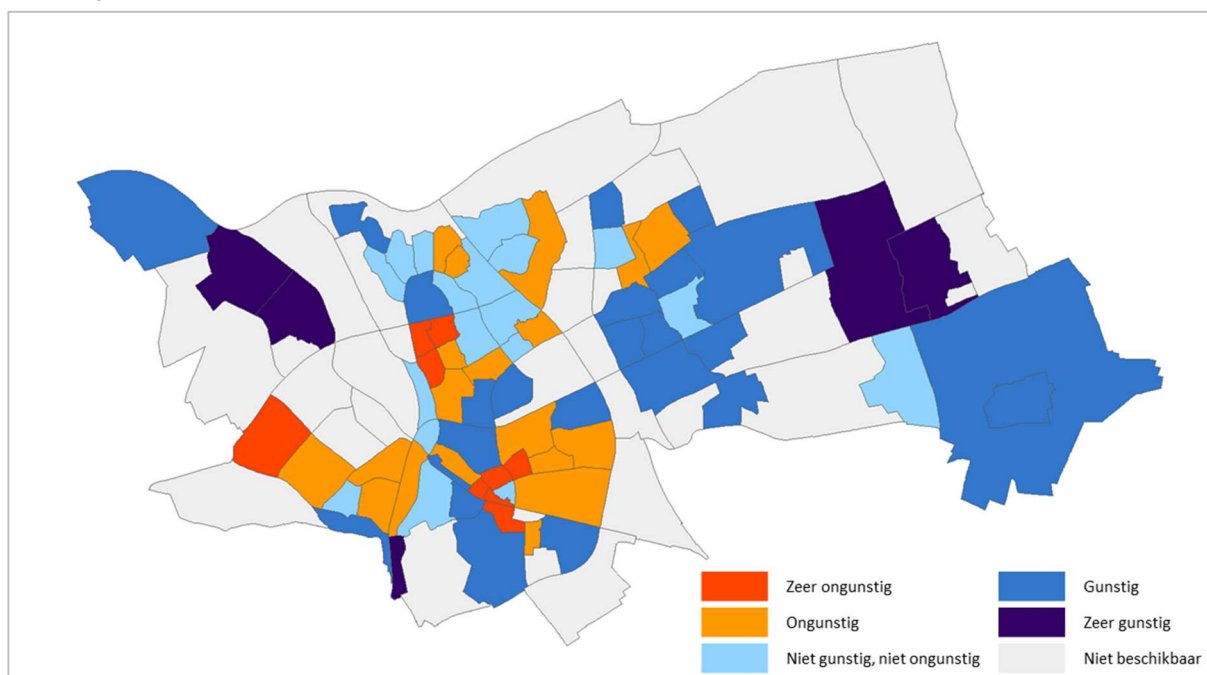 Zeer ongunstig
Ongunstig
Niet gunstig, niet ongunstig
Gunstig
Zeer gunstig
Niet beschikbaar